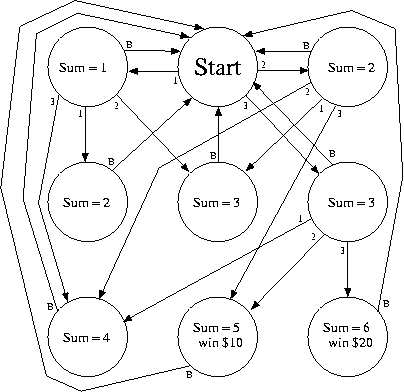 B
B
Sum = 1
Start
Sum = 2
2
1
3
1
2
3
2
1
3
B
B
B
Sum = 2
Sum = 3
Sum = 3
1
2
3
B
B
Sum = 4
Sum = 5
win $10
Sum = 6
win $20
B